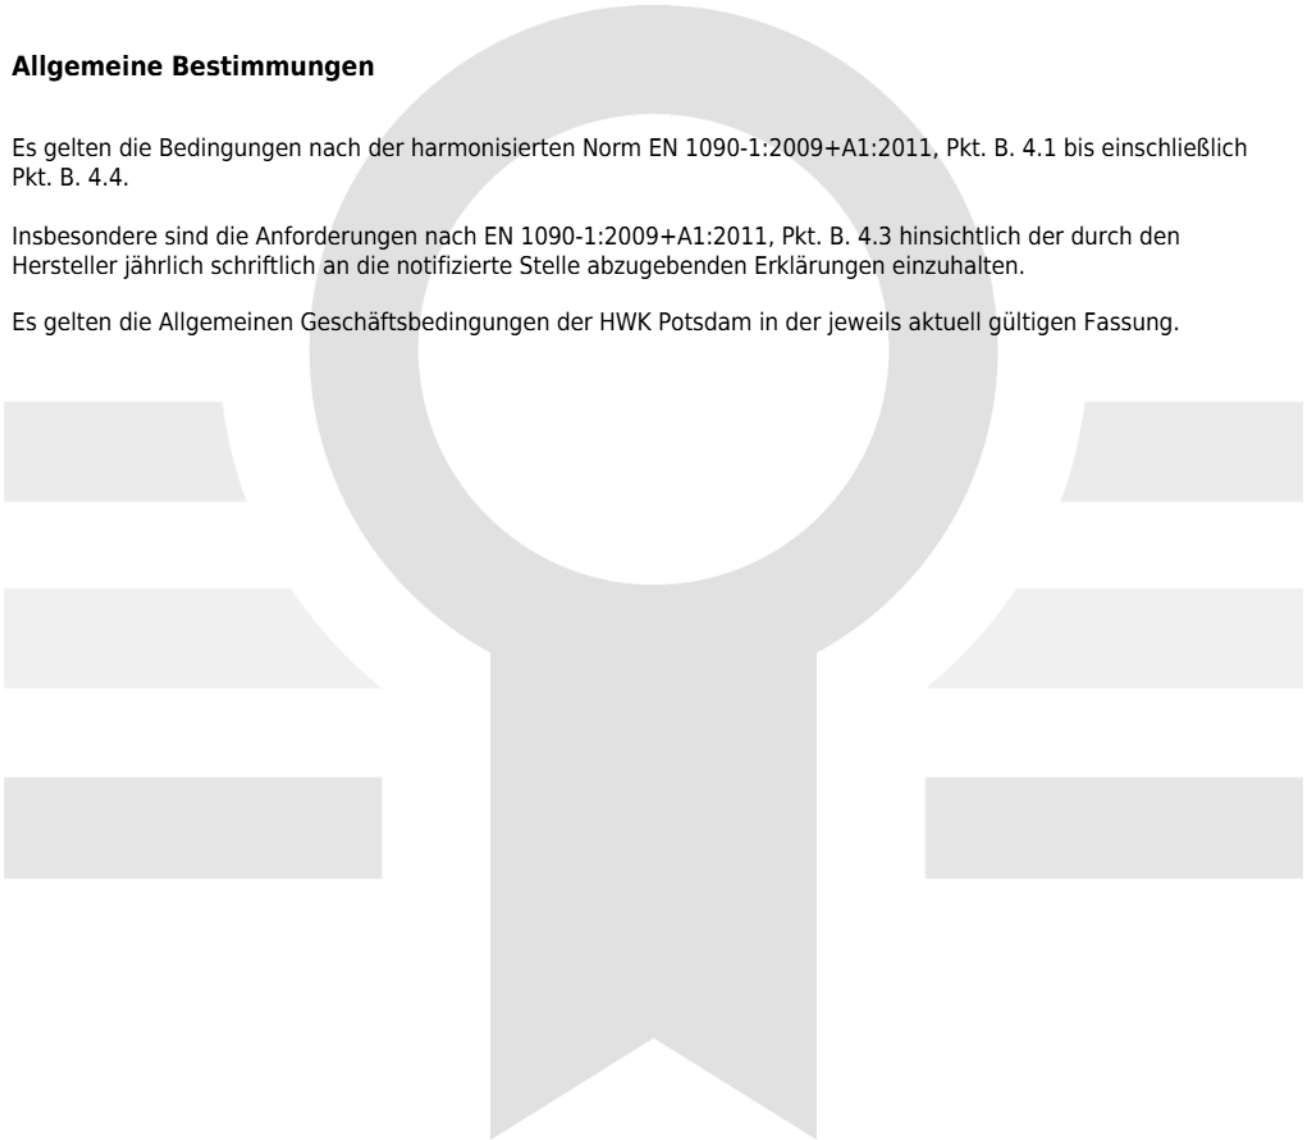 Allgemeine Bestimmungen
Es gelten die Bedingungen nach der harmonisierten Norm EN 1090-1:2009+A1:2011, Pkt. B. 4.1 bis einschließlich
Pkt. B. 4.4.
Insbesondere sind die Anforderungen nach EN 1090-1:2009+A1:2011, Pkt. B. 4.3 hinsichtlich der durch den
Hersteller jährlich schriftlich an die notifizierte Stelle abzugebenden Erklärungen einzuhalten.
Es gelten die Allgemeinen Geschäftsbedingungen der HWK Potsdam in der jeweils aktuell gültigen Fassung.